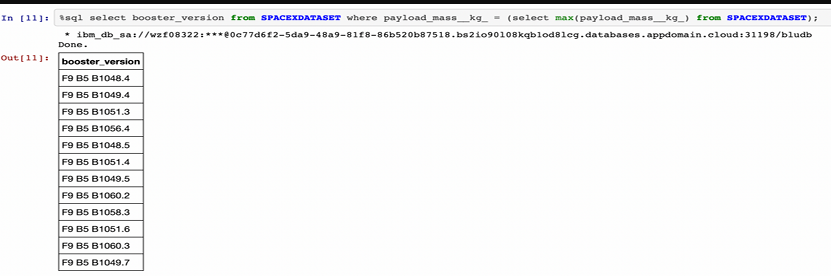 In [11]: %sql select booster_version from SPACEXDATASET where payload_mass__kg_ = (select max(payload_mass__kg_) from SPACEXDATASET);
* ibm_db_sa://wzf08322:***@0c77d6f2-5da9-48a9-81f8-86b520b87518.bs2io90l08kqb1od8lcg.databases.appdomain.cloud:31198/bludb
Done.
Out[11]: booster_version
F9 B5 B1048.4
F9 B5 B1049.4
F9 B5 B1051.3
F9 B5 B1056.4
F9 B5 B1048.5
F9 B5 B1051.4
F9 B5 B1049.5
F9 B5 B1060.2
F9 B5 B1058.3
F9 B5 B1051.6
F9 B5 B1060.3
F9 B5 B1049.7